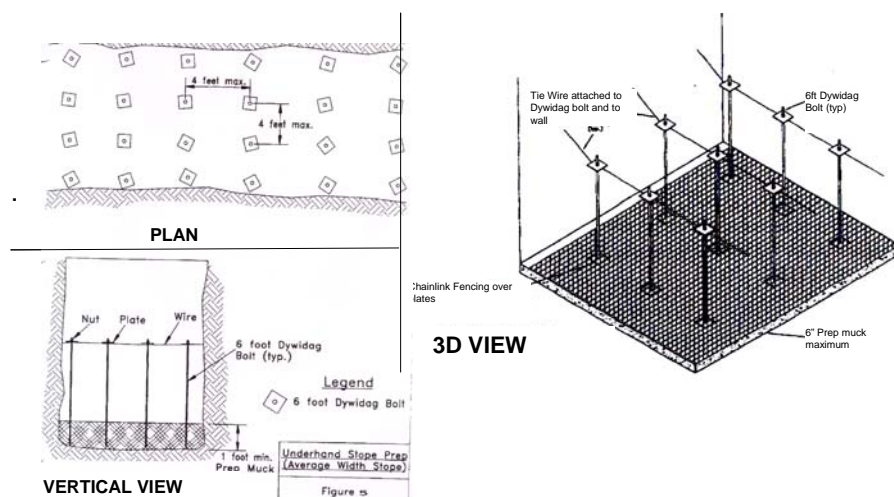 4 feet max.
4 feet max.
PLAN
Nut
Plate
Wire
6 foot Dywidag
Bolt (typ.)
Legend
6 foot Dywidag Bolt
1 foot min.
Prep Muck
Underhand Stope Prep
(Average Width Stope)
Figure 5
VERTICAL VIEW
Tie Wire attached to
Dywidag bolt and to
wall
6ft Dywidag
Bolt (typ)
Chainlink Fencing over
lates
3D VIEW
6" Prep muck
maximum